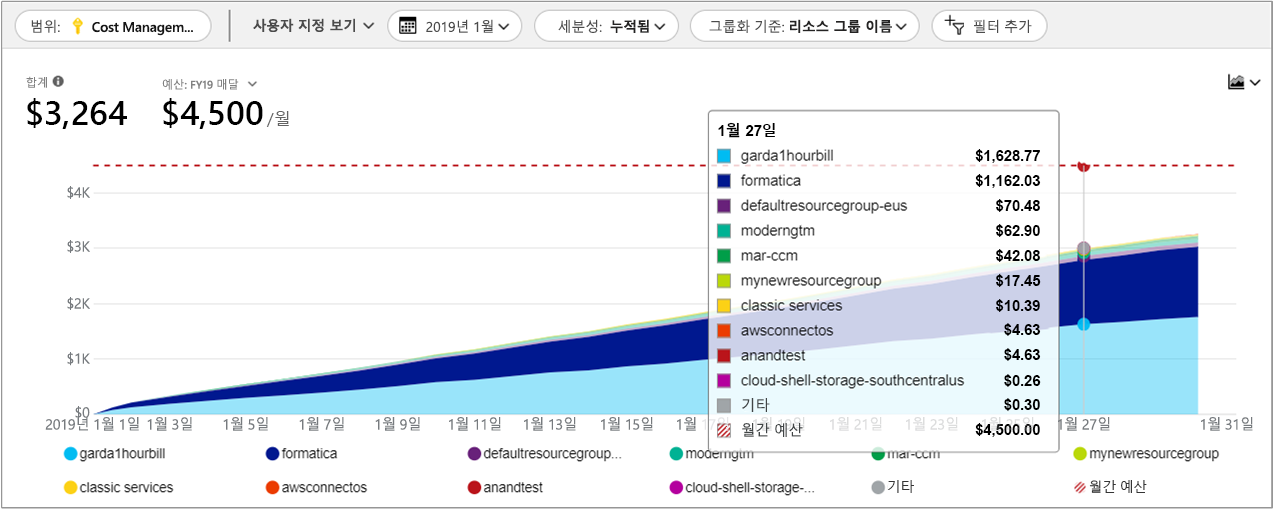 범위: Cost Managem... 사용자 지정 보기 2019년 1월 세분성: 누적됨 그룹화 기준: 리소스 그룹 이름 필터 추가
합계 예산: FY19 매달
$3,264 $4,500 /월
1월 27일
garda1hourbill $1,628.77
formatica $1,162.03
defaultresourcegroup-eus $70.48
moderngtm $62.90
mar-ccm $42.08
mynewresourcegroup $17.45
classic services $10.39
awsconnectos $4.63
anandtest $4.63
cloud-shell-storage-southcentralus $0.26
기타 $0.30
월간 예산 $4,500.00
$4K
$3K
$2K
$1K
$0
2019년 1월 1일 1월 3일 1월 5일 1월 7일 1월 9일 1월 11일 1월 13일 1월 15일 1월 17일 1월 21일 1월 23일 1월 27일 1월 31일
garda1hourbill formatica defaultresourcegroup... moderngtm mar-ccm mynewresourcegroup
classic services awsconnectos anandtest cloud-shell-storage-... 기타 월간 예산